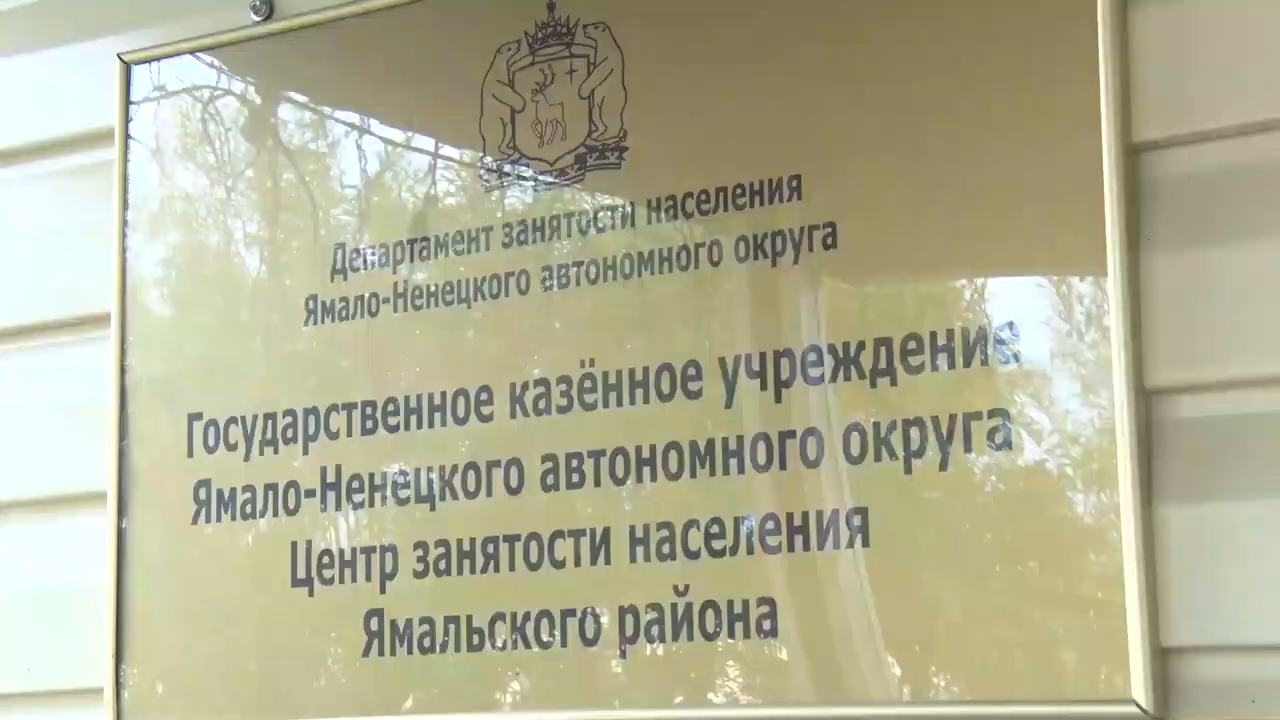 Департамент занятости населения
Ямало-Ненецкого автономного округа
Государственное казённое учреждение
Ямало-Ненецкого автономного округа
Центр занятости населения
Ямальского района